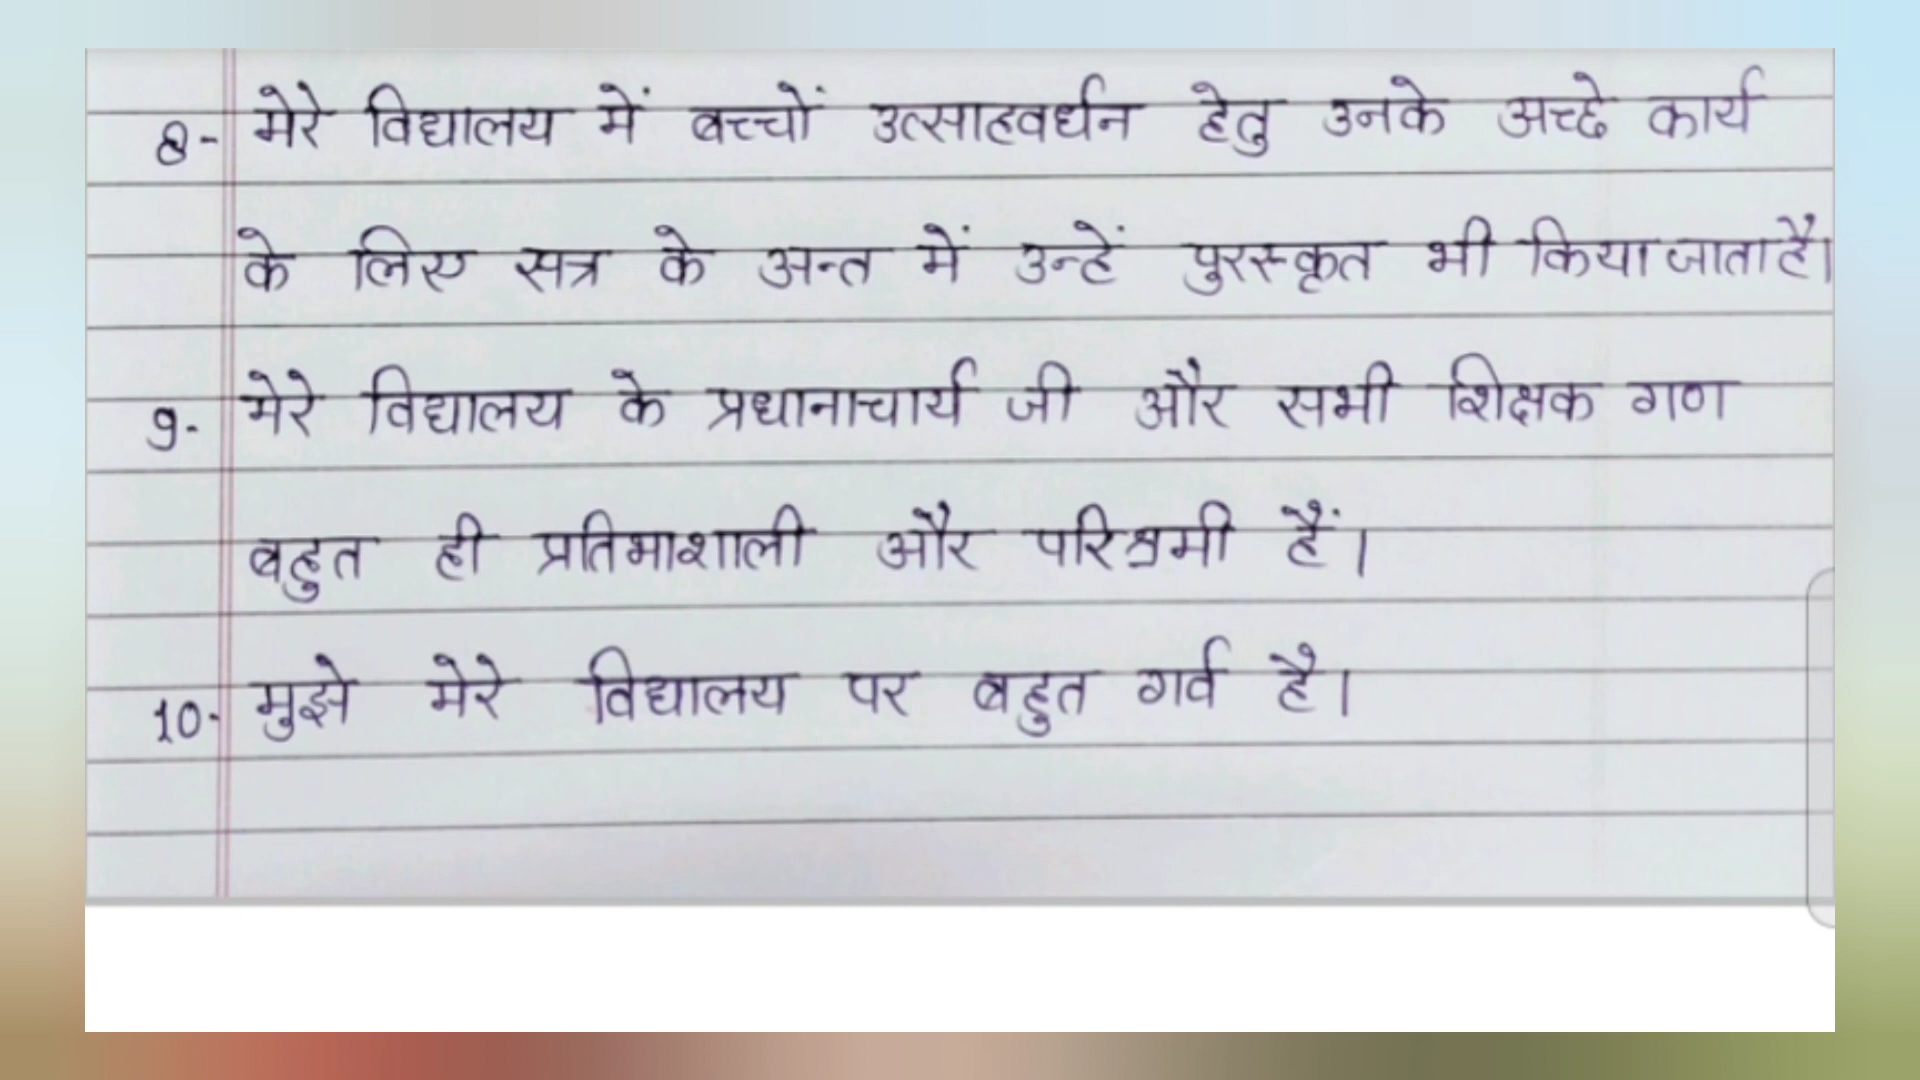 8- मेरे विद्यालय में बच्चों उत्साहवर्धन हेतु उनके अच्छे कार्य
के लिए सत्र के अन्त में उन्हें पुरस्कृत भी किया जाता है।
9- मेरे विद्यालय के प्रधानाचार्य जी और सभी शिक्षक गण
बहुत ही प्रतिभाशाली और परिश्रमी हैं।
10- मुझे मेरे विद्यालय पर बहुत गर्व है।